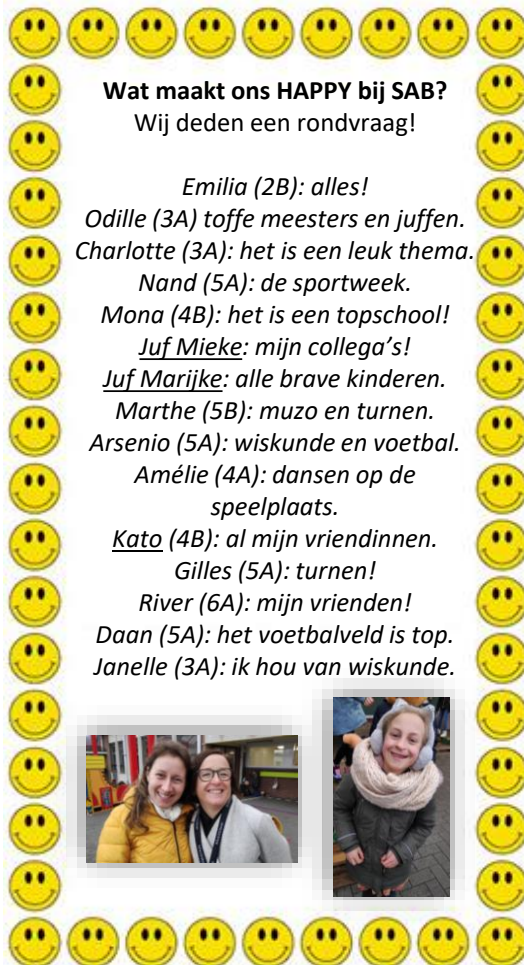 Wat maakt ons HAPPY bij SAB?
Wij deden een rondvraag!
Emilia (2B): alles!
Odille (3A) toffe meesters en juffen.
Charlotte (3A): het is een leuk thema.
Nand (5A): de sportweek.
Mona (4B): het is een topschool!
Juf Mieke: mijn collega's!
Juf Marijke: alle brave kinderen.
Marthe (5B): muzo en turnen.
Arsenio (5A): wiskunde en voetbal.
Amélie (4A): dansen op de
speelplaats.
Kato (4B): al mijn vriendinnen.
Gilles (5A): turnen!
River (6A): mijn vrienden!
Daan (5A): het voetbalveld is top.
Janelle (3A): ik hou van wiskunde.